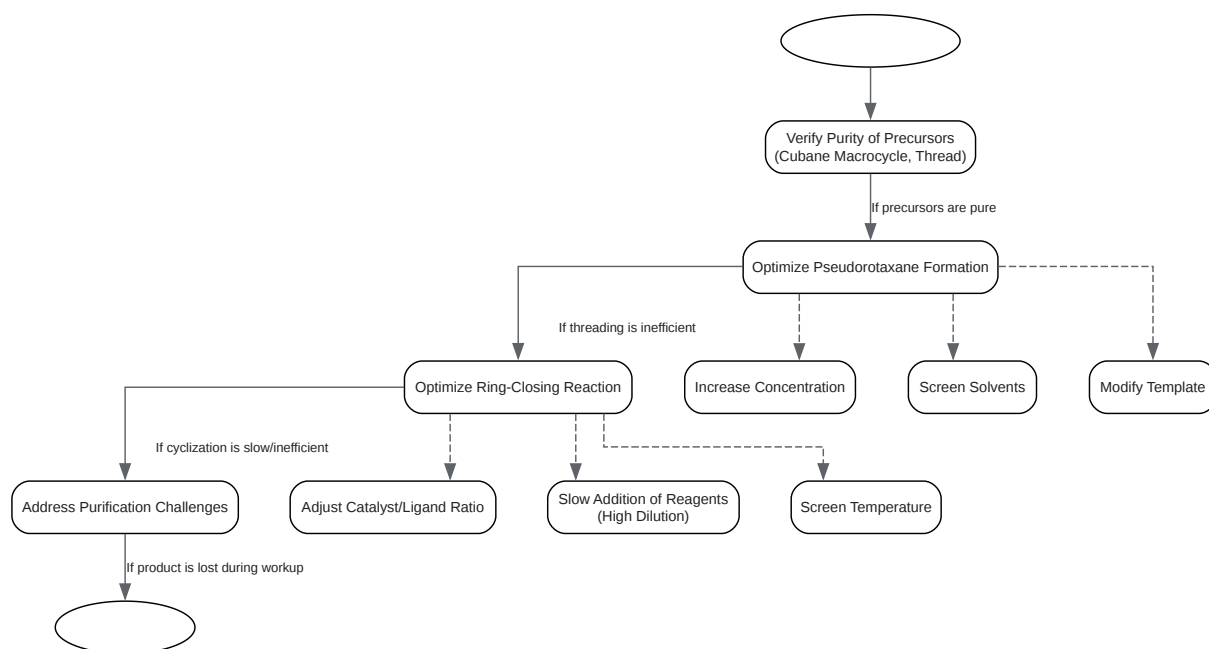 Verify Purity of Precursors
(Cubane Macrocycle, Thread)
If precursors are pure
Optimize Pseudorotaxane Formation
If threading is inefficient
Optimize Ring-Closing Reaction
Increase Concentration
Screen Solvents
Modify Template
If cyclization is slow/inefficient
Address Purification Challenges
Adjust Catalyst/Ligand Ratio
Slow Addition of Reagents
(High Dilution)
Screen Temperature
If product is lost during workup